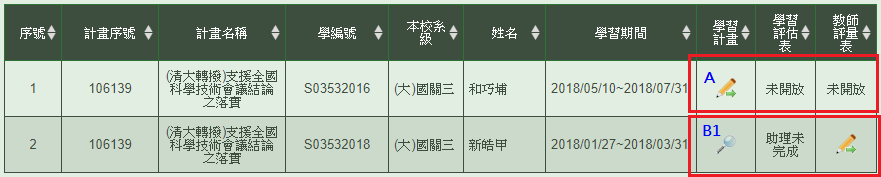 序號 計畫序號 計畫名稱 學編號 本校系級 姓名 學習期間 學習計畫 學習評估表 教師評量表
1 106139 (清大轉撥)支援全國科學技術會議結論之落實 S03532016 (大)國關三 和巧埔 2018/05/10~2018/07/31 A 未開放 未開放
2 106139 (清大轉撥)支援全國科學技術會議結論之落實 S03532018 (大)國關三 新皓甲 2018/01/27~2018/03/31 B1 助理未完成